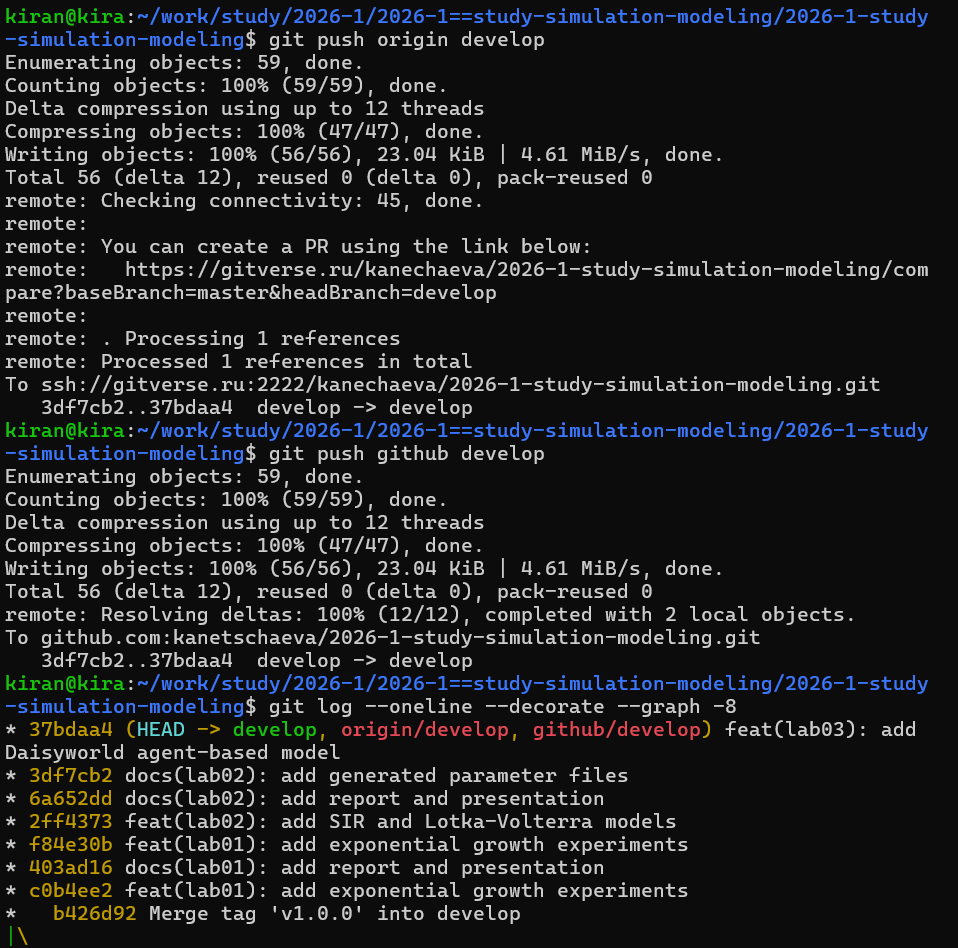 kiran@kira:~/work/study/2026-1/2026-1==study-simulation-modeling/2026-1-study
-simulation-modeling$ git push origin develop
Enumerating objects: 59, done.
Counting objects: 100% (59/59), done.
Delta compression using up to 12 threads
Compressing objects: 100% (47/47), done.
Writing objects: 100% (56/56), 23.04 KiB | 4.61 MiB/s, done.
Total 56 (delta 12), reused 0 (delta 0), pack-reused 0
remote: Checking connectivity: 45, done.
remote:
remote: You can create a PR using the link below:
remote:   https://gitverse.ru/kanechaeva/2026-1-study-simulation-modeling/com
pare?baseBranch=master&headBranch=develop
remote:
remote: . Processing 1 references
remote: Processed 1 references in total
To ssh://gitverse.ru:2222/kanechaeva/2026-1-study-simulation-modeling.git
   3df7cb2..37bdaa4  develop -> develop
kiran@kira:~/work/study/2026-1/2026-1==study-simulation-modeling/2026-1-study
-simulation-modeling$ git push github develop
Enumerating objects: 59, done.
Counting objects: 100% (59/59), done.
Delta compression using up to 12 threads
Compressing objects: 100% (47/47), done.
Writing objects: 100% (56/56), 23.04 KiB | 4.61 MiB/s, done.
Total 56 (delta 12), reused 0 (delta 0), pack-reused 0
remote: Resolving deltas: 100% (12/12), completed with 2 local objects.
To github.com:kanetschaeva/2026-1-study-simulation-modeling.git
   3df7cb2..37bdaa4  develop -> develop
kiran@kira:~/work/study/2026-1/2026-1==study-simulation-modeling/2026-1-study
-simulation-modeling$ git log --oneline --decorate --graph -8
* 37bdaa4 (HEAD -> develop, origin/develop, github/develop) feat(lab03): add
Daisyworld agent-based model
* 3df7cb2 docs(lab02): add generated parameter files
* 6a652dd docs(lab02): add report and presentation
* 2ff4373 feat(lab02): add SIR and Lotka-Volterra models
* f84e30b feat(lab01): add exponential growth experiments
* 403ad16 docs(lab01): add report and presentation
* c0b4ee2 feat(lab01): add exponential growth experiments
*   b426d92 Merge tag 'v1.0.0' into develop
|\